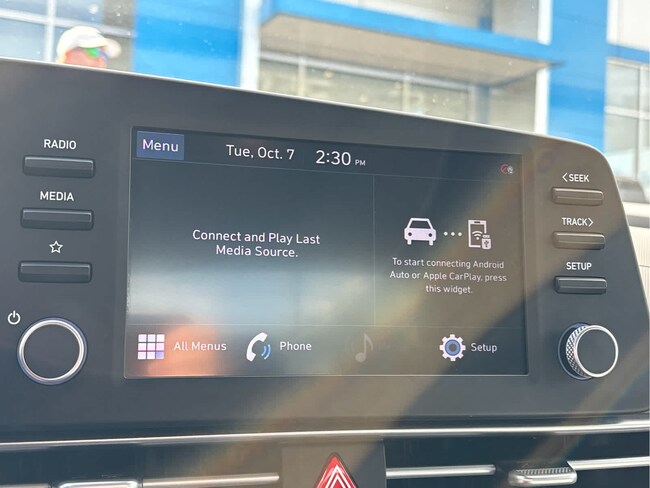 RADIO
MEDIA
Menu
Tue, Oct. 7 2:30 PM
Connect and Play Last
Media Source.
To start connecting Android
Auto or Apple CarPlay, press
this widget.
All Menus
Phone
Setup
<SEEK
TRACK>
SETUP